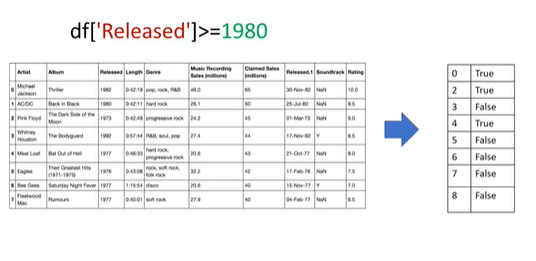 df['Released']>=1980
Artist Album Released Length Genre Music Recording Sales (millions) Claimed Sales (millions) Released.1 Soundtrack Rating
0 Michael Jackson Thriller 1982 0:42:19 pop, rock, R&B 46.0 65 30-Nov-82 NaN 10.0
1 AC/DC Back in Black 1980 0:42:11 hard rock 26.1 50 25-Jul-80 NaN 9.5
2 Pink Floyd The Dark Side of the Moon 1973 0:42:49 progressive rock 24.2 45 01-Mar-73 NaN 9.0
3 Whitney Houston The Bodyguard 1992 0:57:44 R&B, soul, pop 27.4 44 17-Nov-92 Y 8.5
4 Meat Loaf Bat Out of Hell 1977 0:46:33 hard rock, progressive rock 20.6 43 21-Oct-77 NaN 8.0
5 Eagles Their Greatest Hits (1971-1975) 1976 0:43:08 rock, soft rock, folk rock 32.2 42 17-Feb-76 NaN 7.5
6 Bee Gees Saturday Night Fever 1977 1:15:54 disco 20.6 40 15-Nov-77 Y 7.0
7 Fleetwood Mac Rumours 1977 0:40:01 soft rock 27.9 40 04-Feb-77 NaN 6.5
0 True
2 True
3 False
4 True
5 False
6 False
7 False
8 False